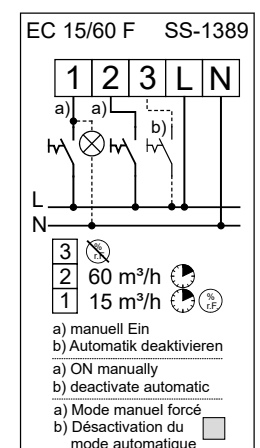 EC 15/60 F SS-1389
1 2 3 L N
a) a)
b)
L
N
3 % r.F.
2 60 m³/h
1 15 m³/h % r.F.
a) manuell Ein
b) Automatik deaktivieren
a) ON manually
b) deactivate automatic
a) Mode manuel forcé
b) Désactivation du
mode automatique